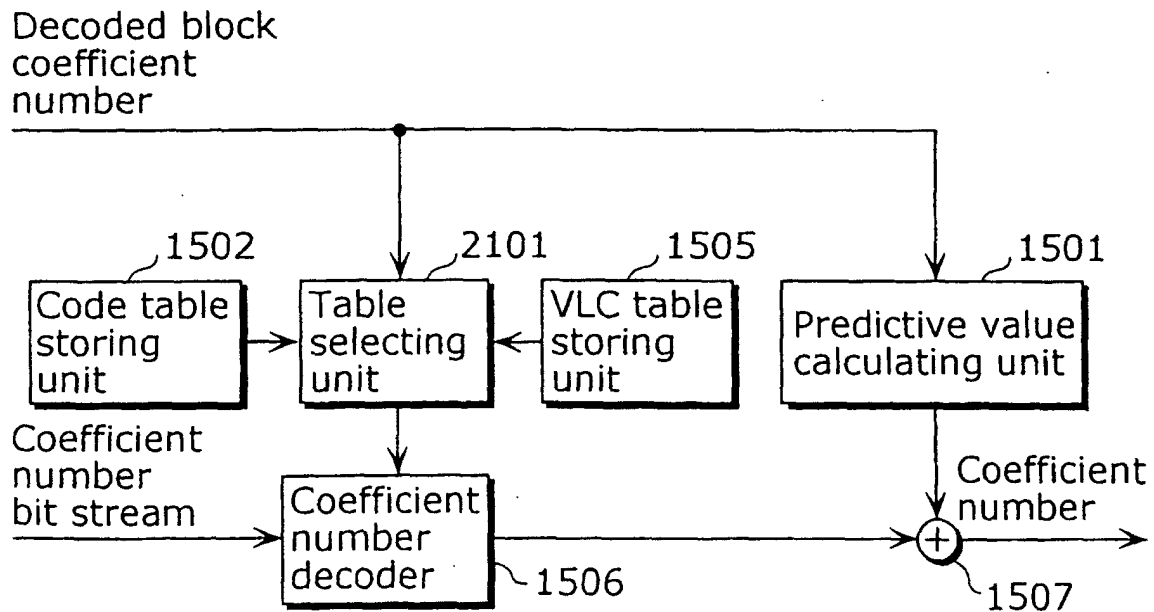 Decoded block
coefficient
number
1502
2101
1505
1501
Code table
storing
unit
Table
selecting
unit
VLC table
storing
unit
Predictive value
calculating unit
Coefficient
number
bit stream
Coefficient
number
decoder
1506
Coefficient
number
+
1507